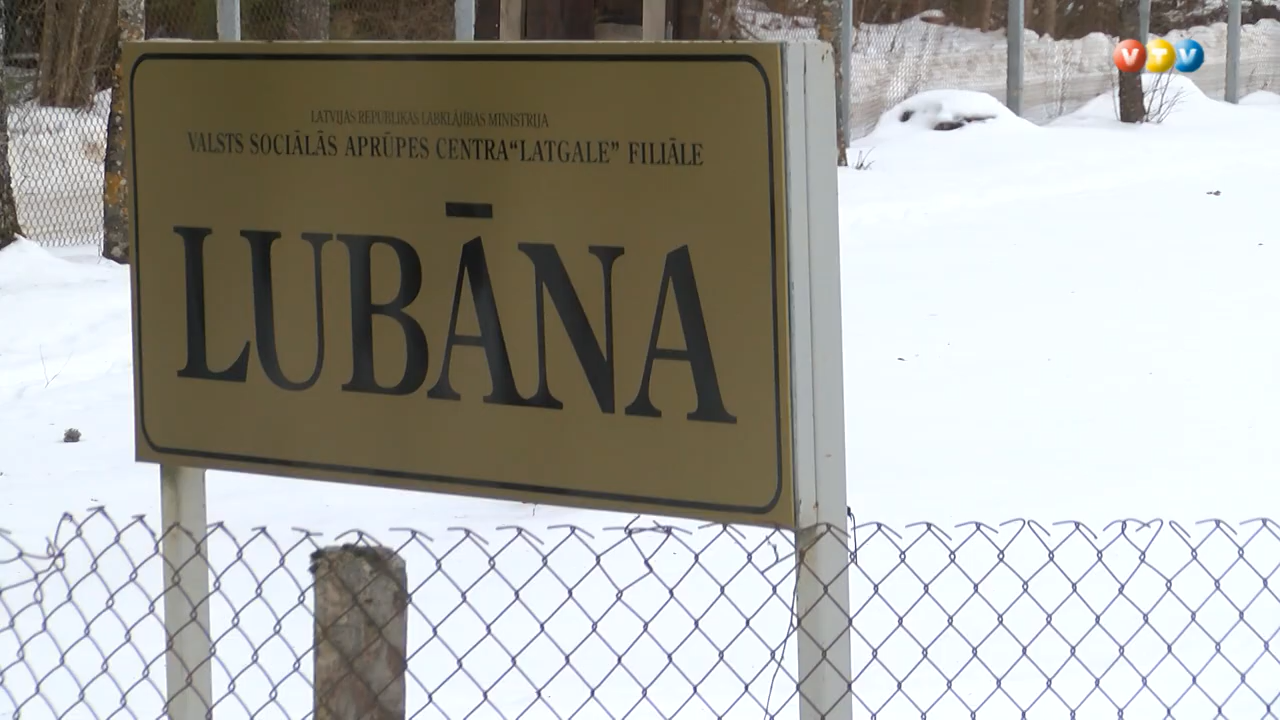 VTV
LATVIJAS REPUBLIKAS LABKLĀJĪBAS MINISTRIJA
VALSTS SOCIĀLĀS APRŪPES CENTRA“LATGALE” FILIĀLE
LUBĀNA